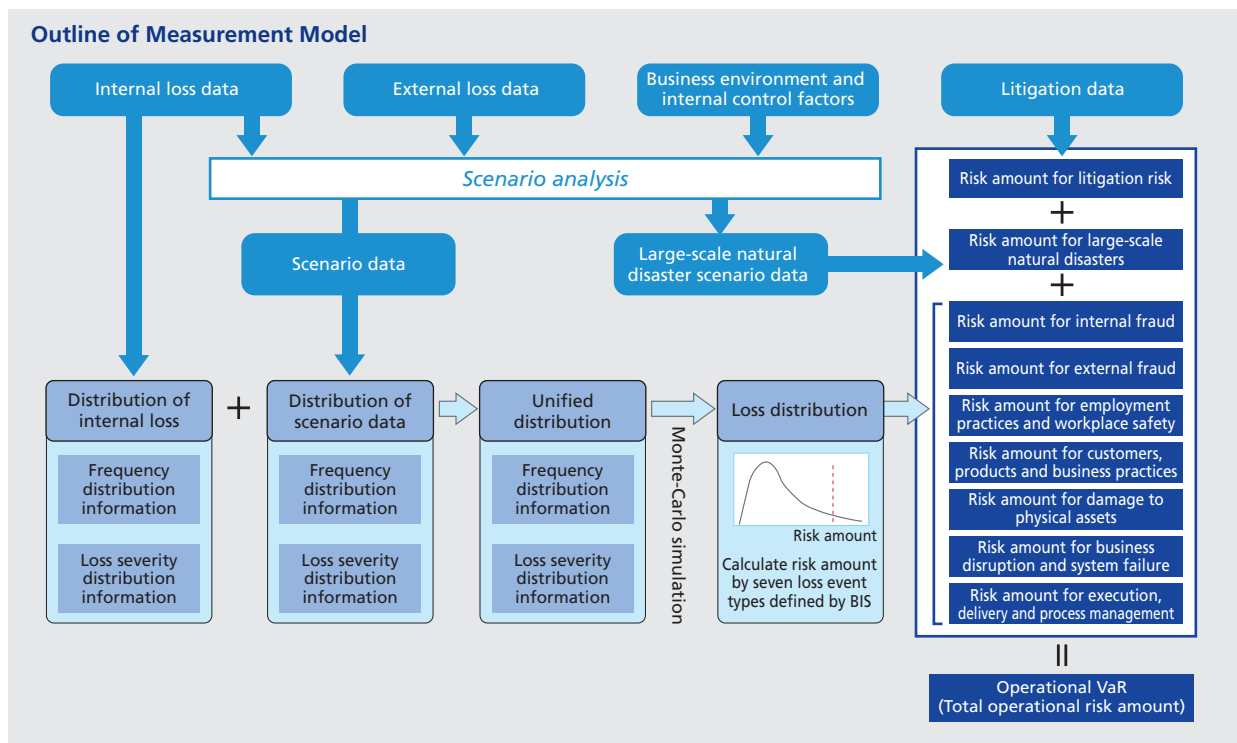 Outline of Measurement Model
Internal loss data
External loss data
Business environment and
internal control factors
Litigation data
Scenario analysis
Scenario data
Large-scale natural
disaster scenario data
Risk amount for litigation risk
+
Risk amount for large-scale
natural disasters
+
Risk amount for internal fraud
Risk amount for external fraud
Risk amount for employment
practices and workplace safety
Risk amount for customers,
products and business practices
Risk amount for damage to
physical assets
Risk amount for business
disruption and system failure
Risk amount for execution,
delivery and process management
Distribution of
internal loss
Frequency
distribution
information
Loss severity
distribution
information
+
Distribution of
scenario data
Frequency
distribution
information
Loss severity
distribution
information
Unified
distribution
Frequency
distribution
information
Loss severity
distribution
information
Monte-Carlo simulation
Loss distribution
Risk amount
Calculate risk amount
by seven loss event
types defined by BIS
=
Operational VaR
(Total operational risk amount)